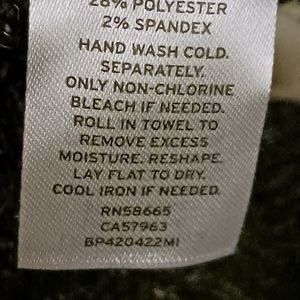 28% POLYESTER
2% SPANDEX
HAND WASH COLD.
SEPARATELY.
ONLY NON-CHLORINE
BLEACH IF NEEDED.
ROLL IN TOWEL TO
REMOVE EXCESS
MOISTURE. RESHAPE.
LAY FLAT TO DRY.
COOL IRON IF NEEDED.
RN58665
CA57963
BP420422MI